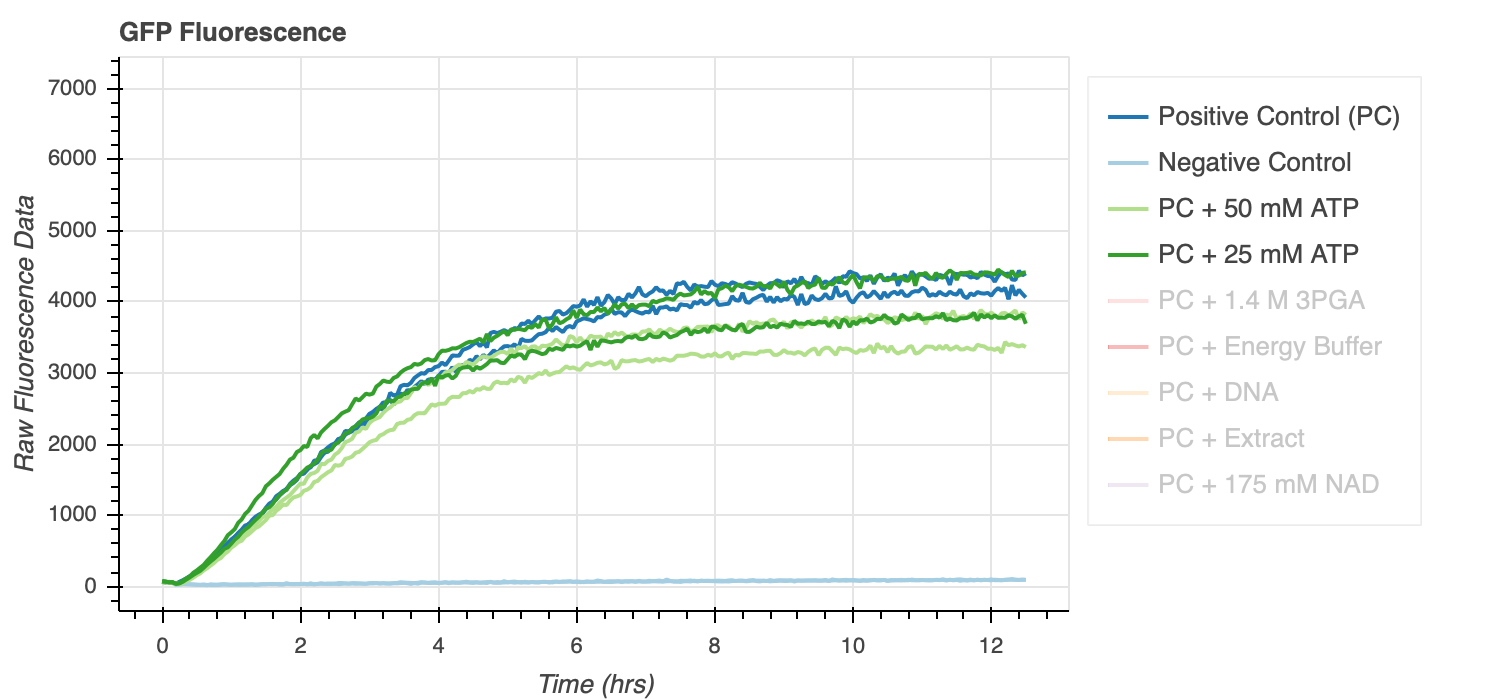 GFP Fluorescence
Raw Fluorescence Data
7000
6000
5000
4000
3000
2000
1000
0
0 2 4 6 8 10 12
Time (hrs)
Positive Control (PC)
Negative Control
PC + 50 mM ATP
PC + 25 mM ATP
PC + 1.4 M 3PGA
PC + Energy Buffer
PC + DNA
PC + Extract
PC + 175 mM NAD